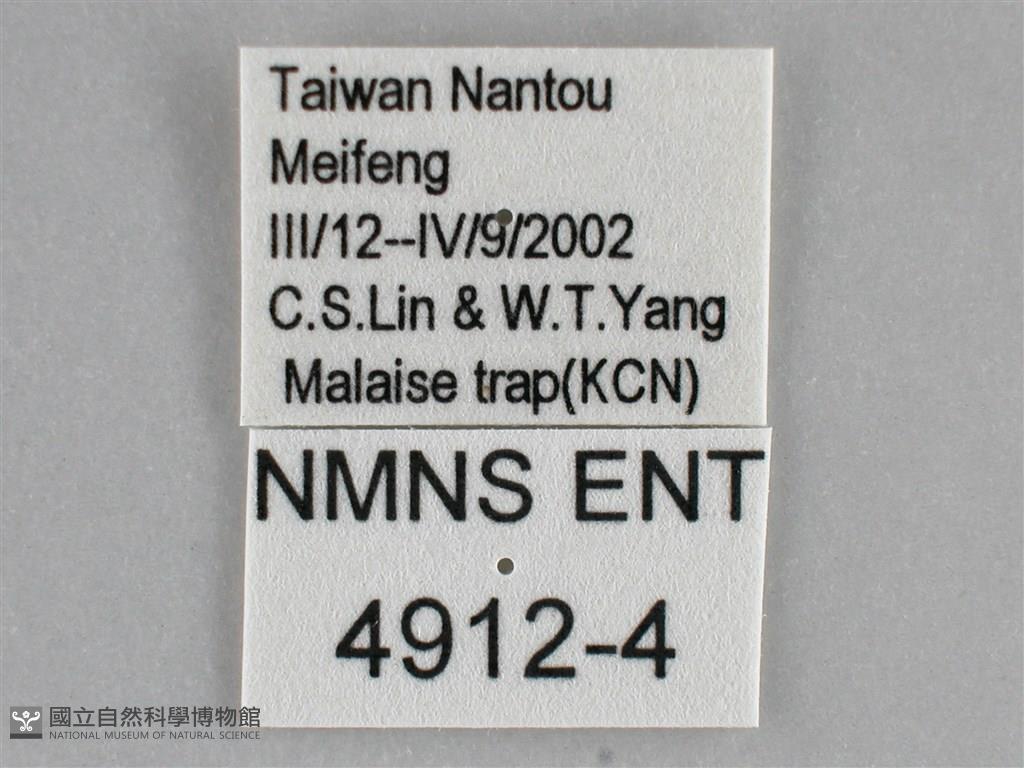 Taiwan Nantou
Meifeng
III/12--IV/9/2002
C.S.Lin & W.T.Yang
Malaise trap(KCN)
NMNS ENT
4912-4
國立自然科學博物館
NATIONAL MUSEUM OF NATURAL SCIENCE